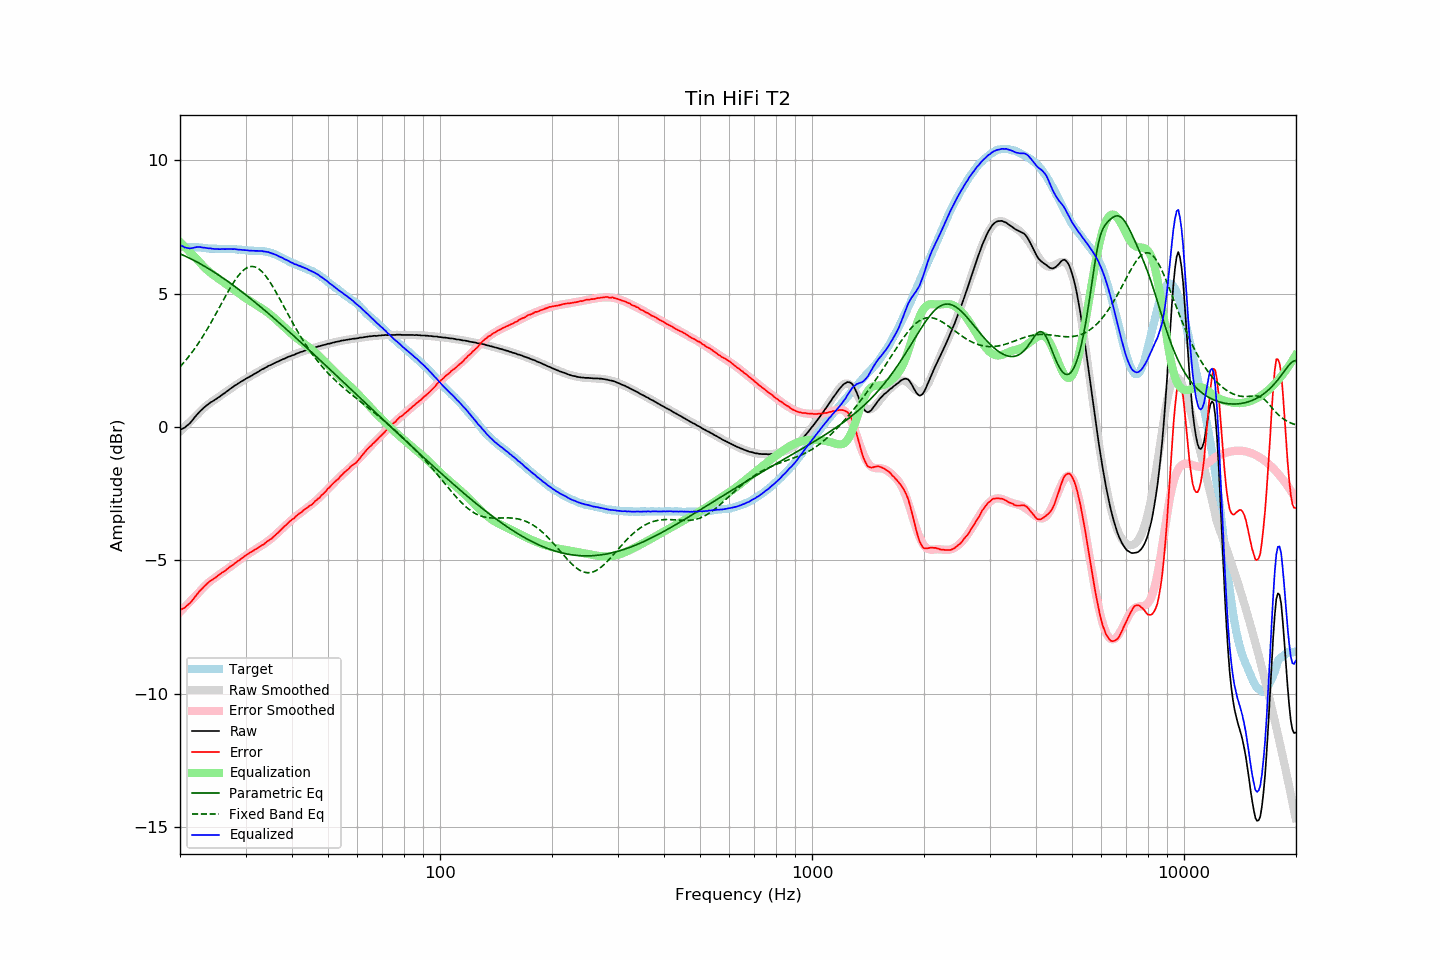 Tin HiFi T2
Amplitude (dBr)
10
5
0
−5
−10
−15
Target
Raw Smoothed
Error Smoothed
Raw
Error
Equalization
Parametric Eq
Fixed Band Eq
Equalized
100
1000
10000
Frequency (Hz)